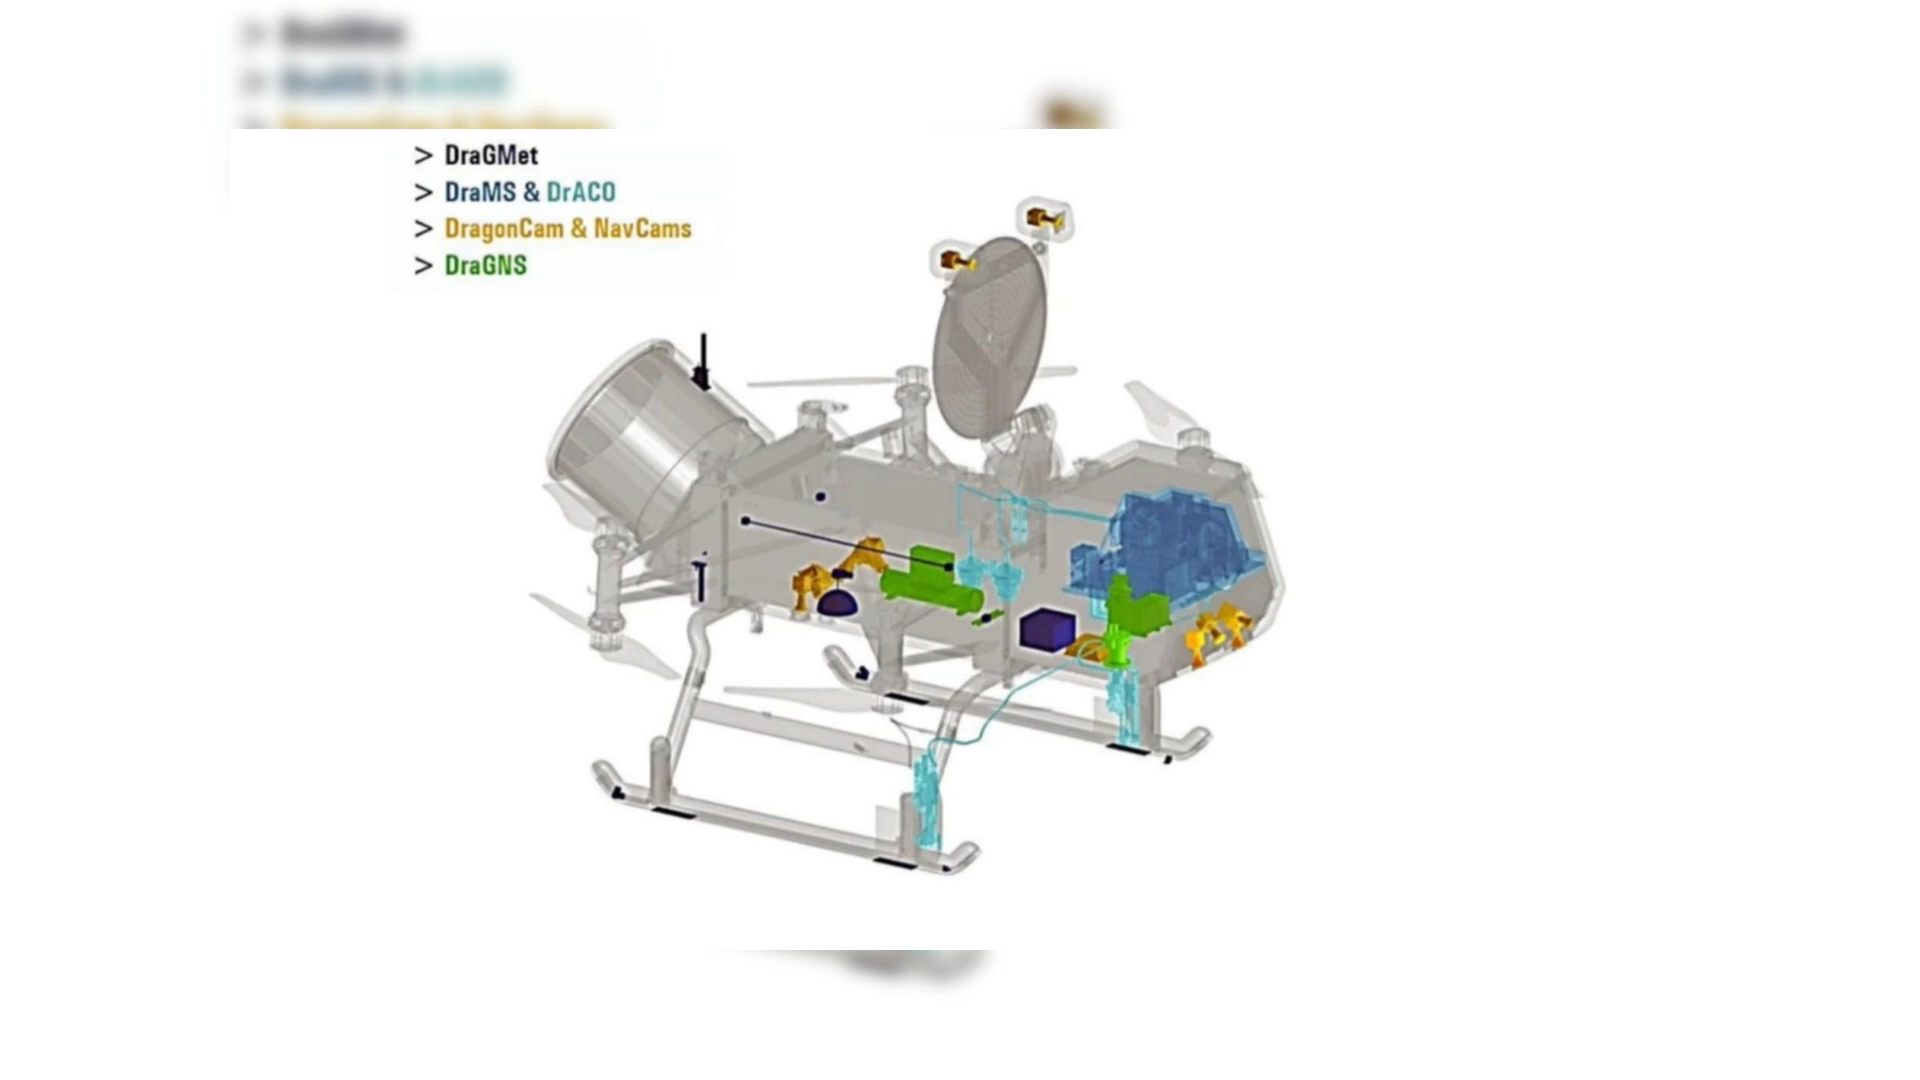 > DraGMet
> DraMS & DrACO
> DragonCam & NavCams
> DraGNS